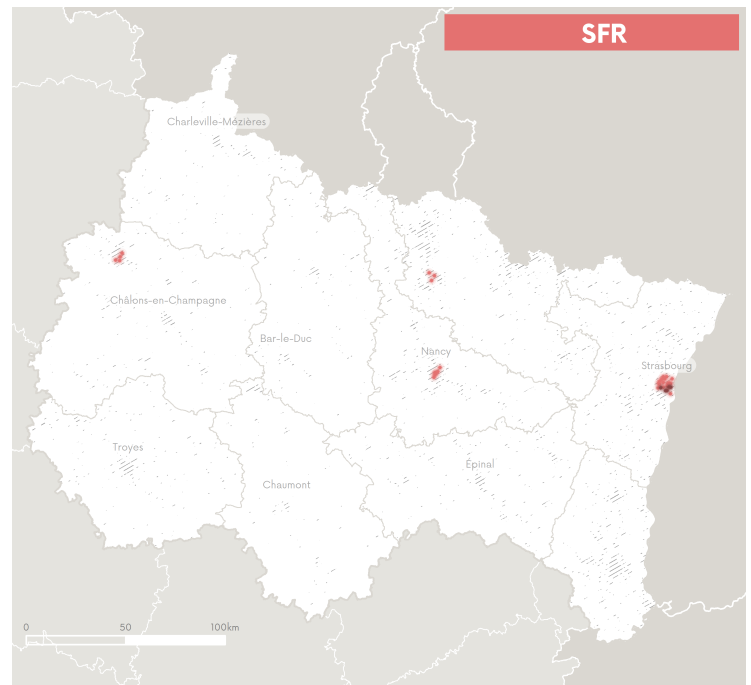 SFR
Charleville-Mézières
Châlons-en-Champagne
Bar-le-Duc
Nancy
Strasbourg
Troyes
Épinal
Chaumont
0 50 100km